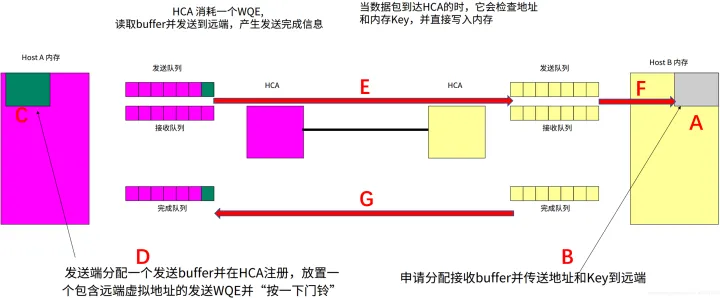 HCA 消耗一个WQE,
读取buffer并发送到远端，产生发送完成信息
当数据包到达HCA的时，它会检查地址
和内存Key，并直接写入内存
Host A 内存
发送队列
HCA
HCA
发送队列
Host B 内存
E
F
C
A
接收队列
接收队列
G
完成队列
完成队列
D
B
发送端分配一个发送buffer并在HCA注册，放置一
个包含远端虚拟地址的发送WQE并“按一下门铃”
申请分配接收buffer并传送地址和Key到远端